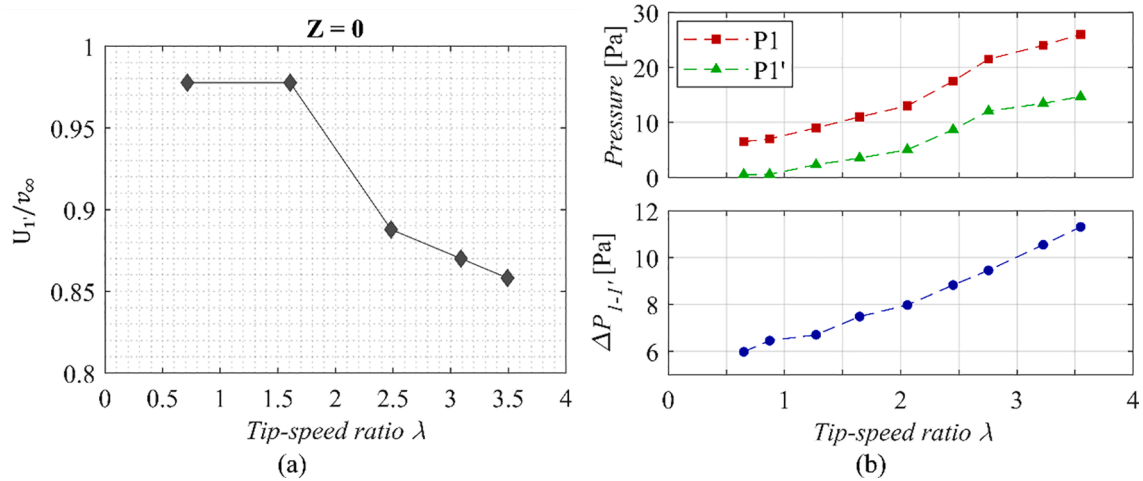 Z = 0
1
0.95
0.9
0.85
0.8
U1'/v∞
0 0.5 1 1.5 2 2.5 3 3.5 4
Tip-speed ratio λ
(a)
30
20
10
0
Pressure [Pa]
P1
P1'
12
10
8
6
ΔP 1-1' [Pa]
0 1 2 3 4
Tip-speed ratio λ
(b)